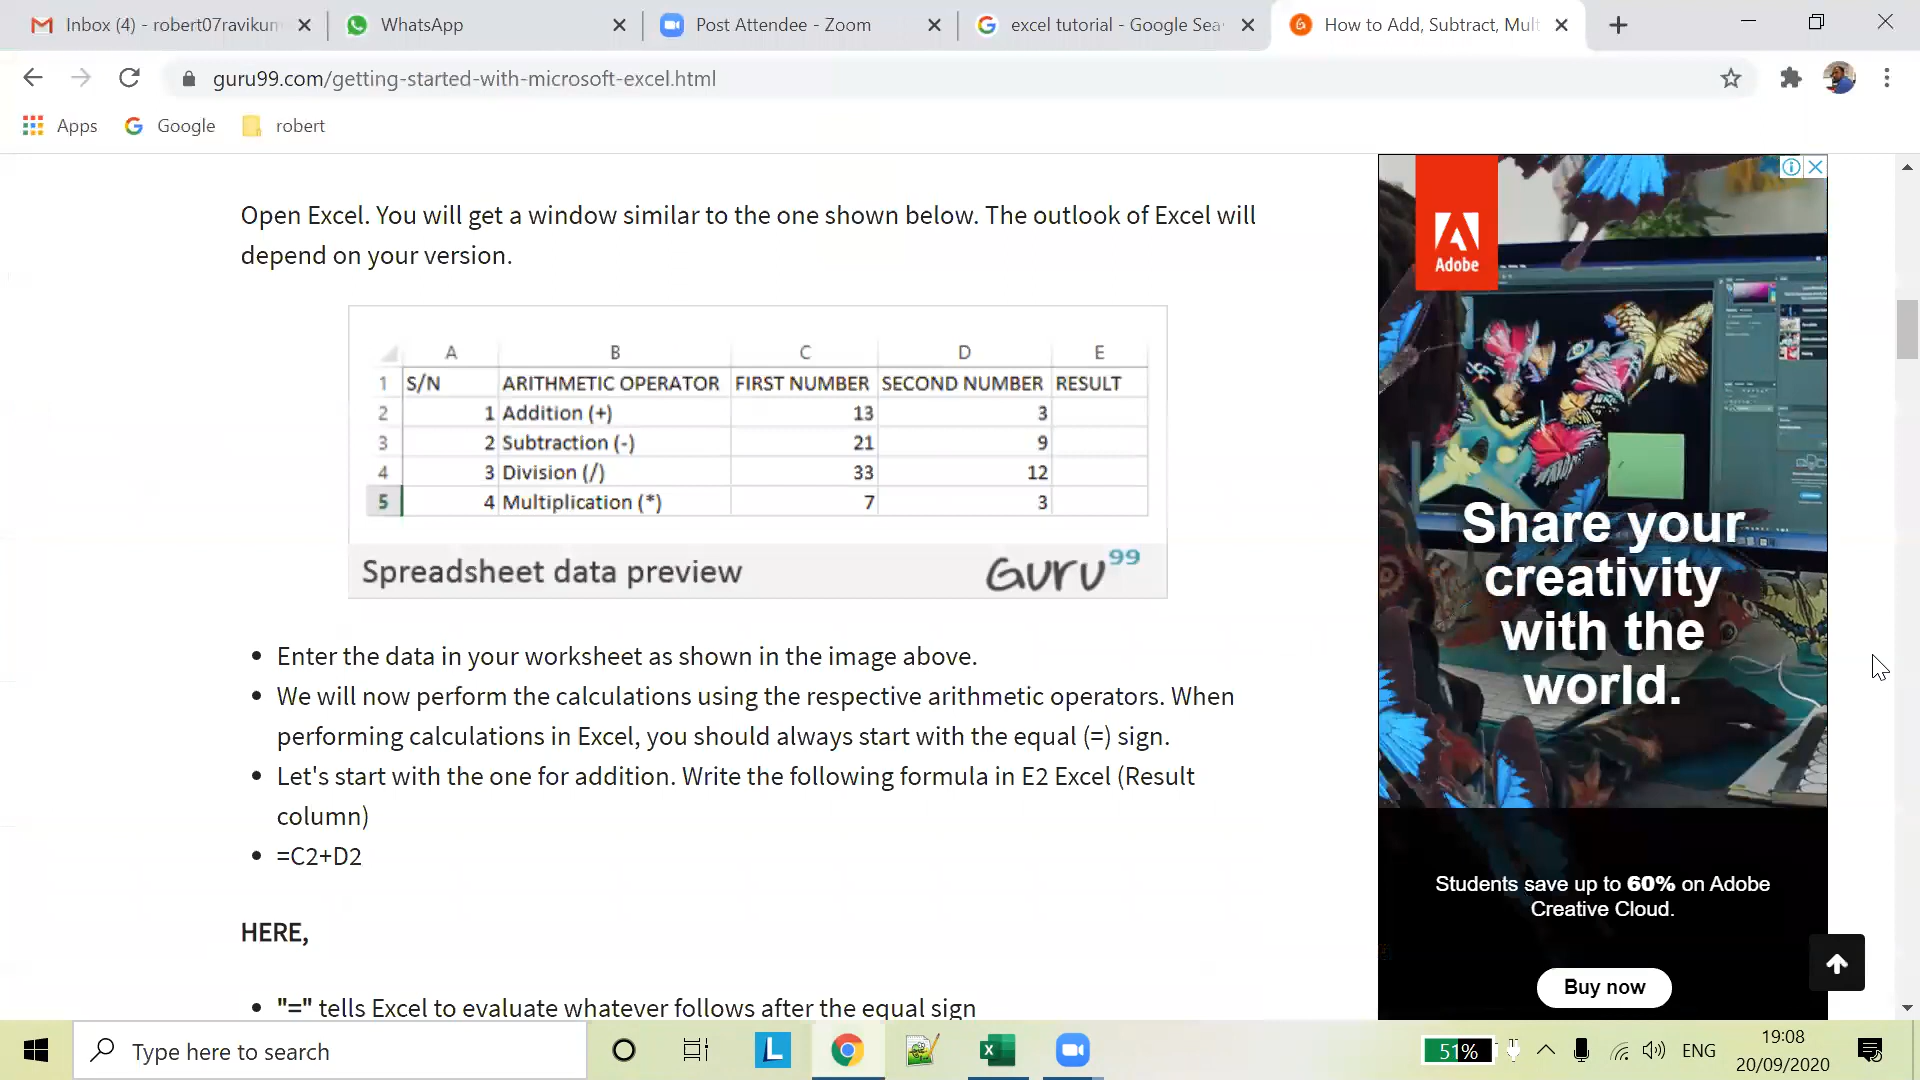 Inbox (4) - robert07ravikum
WhatsApp
Post Attendee - Zoom
excel tutorial - Google Sea
How to Add, Subtract, Mult
guru99.com/getting-started-with-microsoft-excel.html
Apps
Google
robert
Open Excel. You will get a window similar to the one shown below. The outlook of Excel will
depend on your version.
A B C D E
1 S/N ARITHMETIC OPERATOR FIRST NUMBER SECOND NUMBER RESULT
2 1 Addition (+) 13 3
3 2 Subtraction (-) 21 9
4 3 Division (/) 33 12
5 4 Multiplication (*) 7 3
Spreadsheet data preview
Guru99
• Enter the data in your worksheet as shown in the image above.
• We will now perform the calculations using the respective arithmetic operators. When
performing calculations in Excel, you should always start with the equal (=) sign.
• Let's start with the one for addition. Write the following formula in E2 Excel (Result
column)
• =C2+D2
HERE,
• "=" tells Excel to evaluate whatever follows after the equal sign
Adobe
Share your
creativity
with the
world.
Students save up to 60% on Adobe
Creative Cloud.
Buy now
Type here to search
L
X
51%
ENG
19:08
20/09/2020